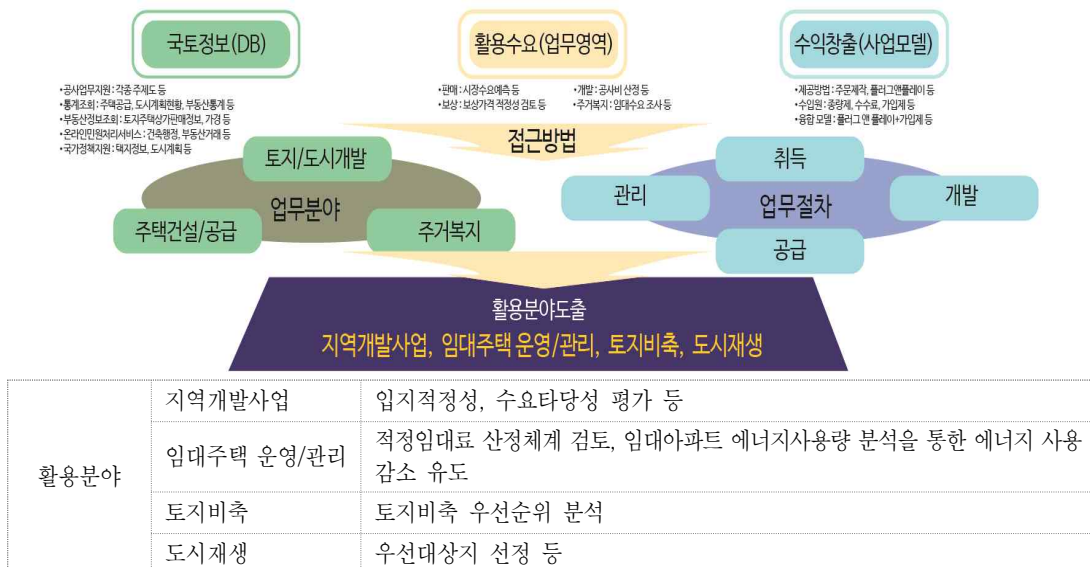 국토정보(DB)
•공사업무지원 : 각종 주제도 등
•통계조회 : 주택공급, 도시계획현황, 부동산통계 등
•부동산정보조회 : 토지주택상가판매정보, 가격 등
•온라인민원처리서비스 : 건축행정, 부동산거래 등
•국가정책지원 : 택지정보, 도시계획 등
활용수요(업무영역)
•판매 : 시장수요예측 등
•개발 : 공사비 산정 등
•보상 : 보상가격 적정성 검토 등
•주거복지 : 임대수요 조사 등
수익창출(사업모델)
•제공방법 : 주문제작, 플러그앤플레이 등
•수입원 : 종량제, 수수료, 가입제 등
•융합 모델 : 플러그 앤 플레이+가입제 등
접근방법
토지/도시개발
업무분야
주택건설/공급
주거복지
취득
관리
업무절차
개발
공급
활용분야도출
지역개발사업, 임대주택 운영/관리, 토지비축, 도시재생
활용분야
지역개발사업
입지적정성, 수요타당성 평가 등
임대주택 운영/관리
적정임대료 산정체계 검토, 임대아파트 에너지사용량 분석을 통한 에너지 사용
감소 유도
토지비축
토지비축 우선순위 분석
도시재생
우선대상지 선정 등